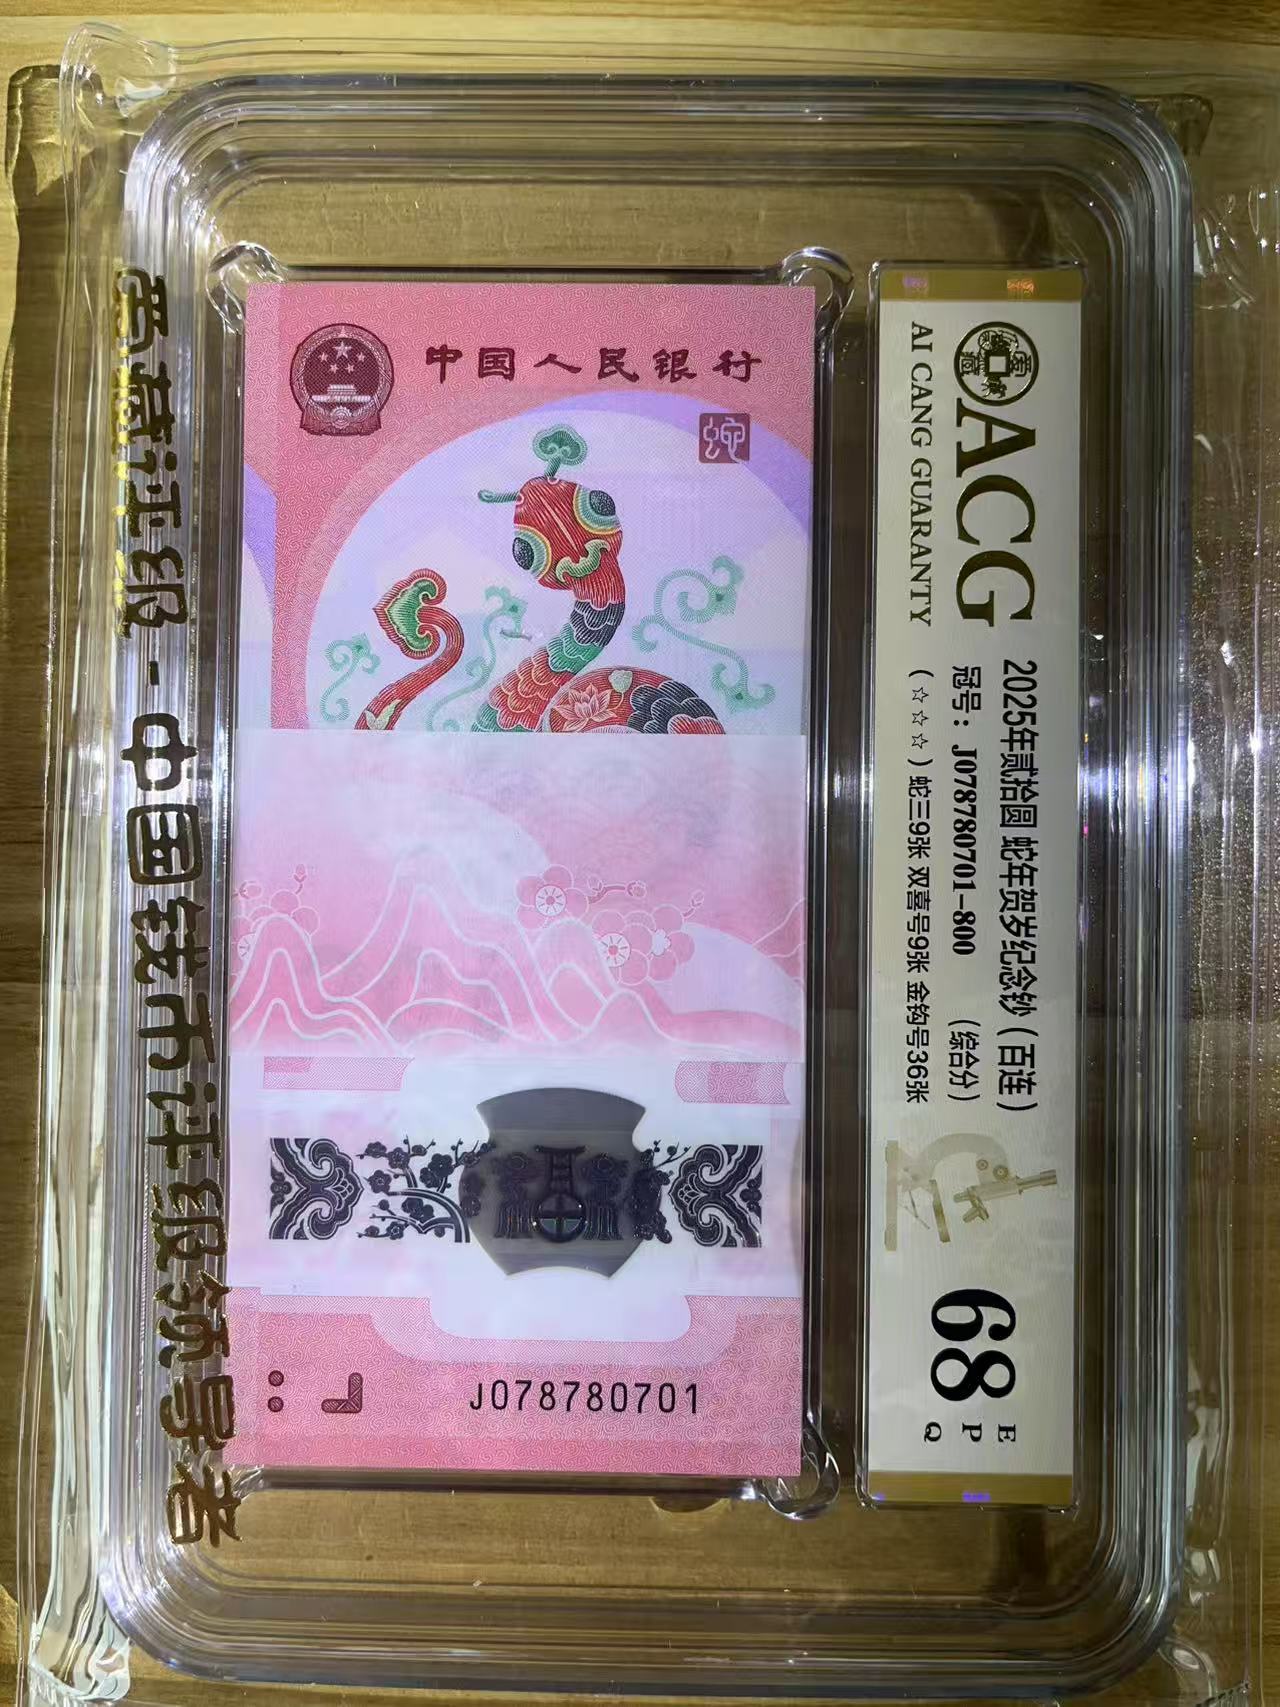 爱藏评级-中国钱币评级领导者
中国人民银行
蛇
J078780701
ACG
AI CANG GUARANTY
2025年贰拾圆 蛇年贺岁纪念钞（百连）
冠号：J078780701-800 （综合分）
（☆☆☆）蛇三9张 双喜号9张 金钩号36张
68
E
P
Q